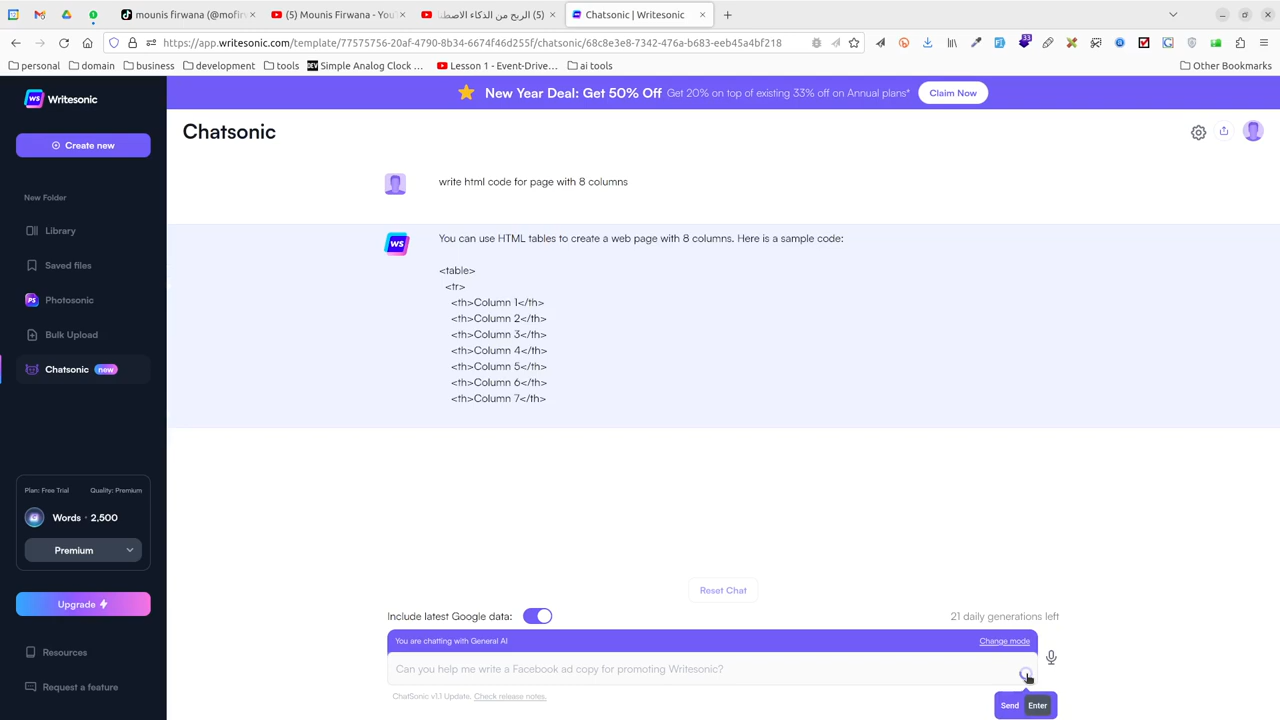 mounis firwana (@mofir
(5) Mounis Firwana - You
(5) الربح من الذكاء الاصطنا
Chatsonic | Writesonic
https://app.writesonic.com/template/77575756-20af-4790-8b34-6674f46d255f/chatsonic/68c8e3e8-7342-476a-b683-eeb45a4bf218
33
personal
domain
business
development
tools
DEV
Simple Analog Clock ...
Lesson 1 - Event-Drive...
ai tools
Other Bookmarks
WS Writesonic
New Year Deal: Get 50% Off Get 20% on top of existing 33% off on Annual plans*
Claim Now
Create new
Chatsonic
New Folder
Library
Saved files
PS Photosonic
Bulk Upload
Chatsonic new
write html code for page with 8 columns
WS
You can use HTML tables to create a web page with 8 columns. Here is a sample code:
<table>
<tr>
<th>Column 1</th>
<th>Column 2</th>
<th>Column 3</th>
<th>Column 4</th>
<th>Column 5</th>
<th>Column 6</th>
<th>Column 7</th>
Plan: Free Trial Quality: Premium
Words · 2,500
Premium
Upgrade
Resources
Request a feature
Reset Chat
Include latest Google data:
21 daily generations left
You are chatting with General AI
Change mode
Can you help me write a Facebook ad copy for promoting Writesonic?
ChatSonic v1.1 Update. Check release notes.
Send Enter